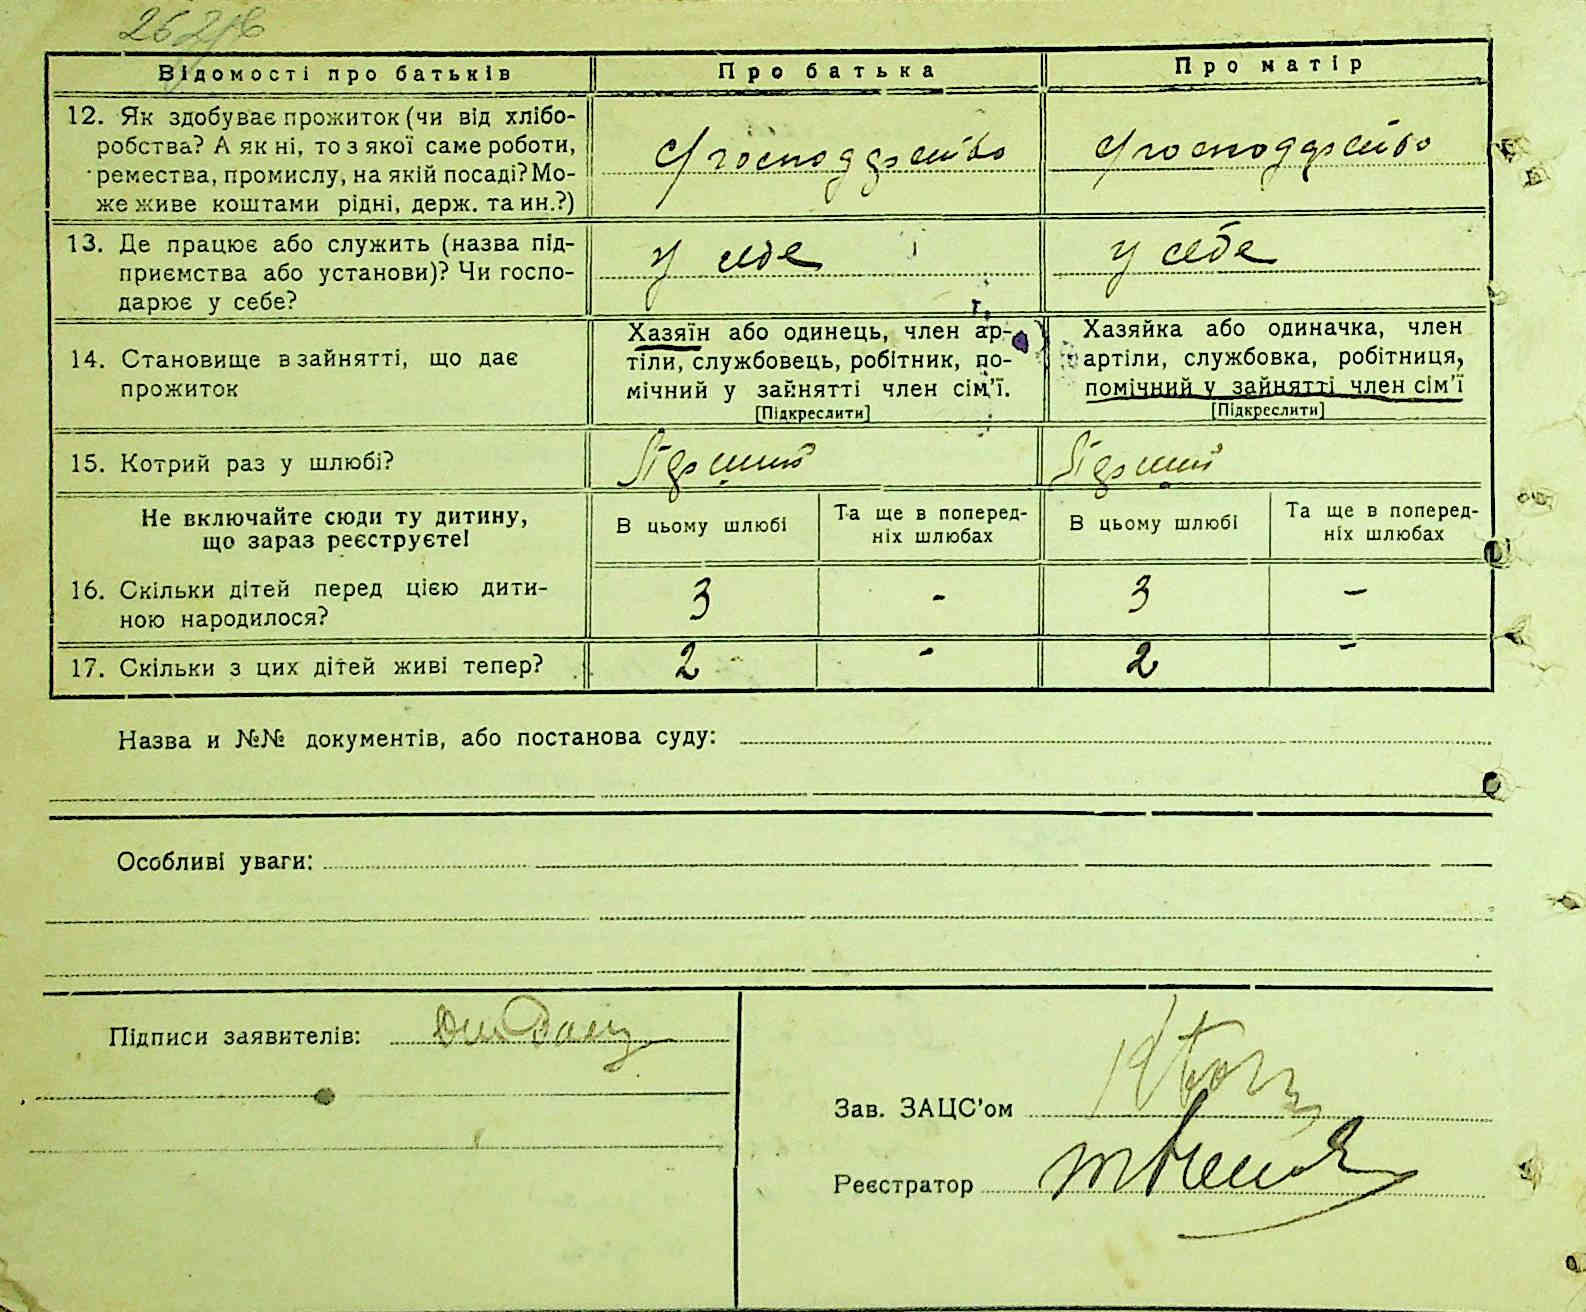 262
Відомості про батьків
Про батька
Про матір
12. Як здобуває прожиток (чи від хлібо-
робства? А як ні, то з якої саме роботи,
ремества, промислу, на якій посаді? Мо-
же живе коштами рідні, держ. та ин.?)
господарство
господарство
13. Де працює або служить (назва під-
приємства або установи)? Чи госпо-
дарює у себе?
у себе
у себе
14. Становище в зайнятті, що дає
прожиток
Хазяїн або одинець, член ар-
тіли, службовець, робітник, по-
мічний у зайнятті член сім'ї.
[Підкреслити]
Хазяйка або одиначка, член
артіли, службовка, робітниця,
помічний у зайнятті член сім'ї
[Підкреслити]
15. Котрий раз у шлюбі?
Перший
Перший
Не включайте сюди ту дитину,
що зараз реєструєте!
В цьому шлюбі
Та ще в поперед-
ніх шлюбах
В цьому шлюбі
Та ще в поперед-
ніх шлюбах
16. Скільки дітей перед цією дити-
ною народилося?
3
-
3
-
17. Скільки з цих дітей живі тепер?
2
-
2
-
Назва и №№ документів, або постанова суду:
Особливі уваги:
Підписи заявителів:
Зав. ЗАЦС'ом
Реєстратор